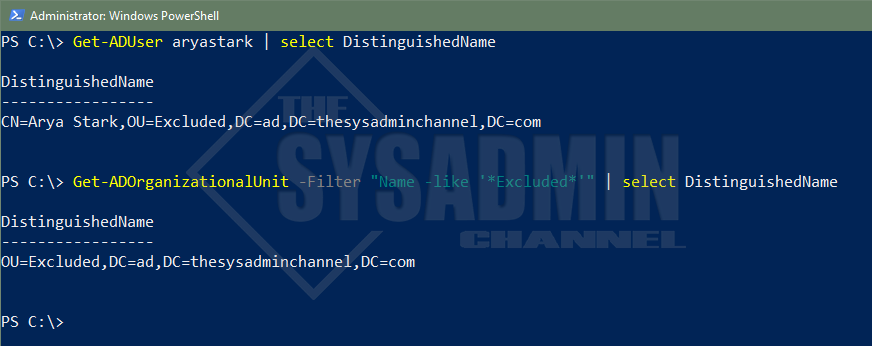 Administrator: Windows PowerShell
PS C:\> Get-ADUser aryastark | select DistinguishedName
DistinguishedName
-----------------
CN=Arya Stark,OU=Excluded,DC=ad,DC=thesysadminchannel,DC=com
PS C:\> Get-ADOrganizationalUnit -Filter "Name -like '*Excluded*'" | select DistinguishedName
DistinguishedName
-----------------
OU=Excluded,DC=ad,DC=thesysadminchannel,DC=com
PS C:\>
THE
SYSADMIN
CHANNEL